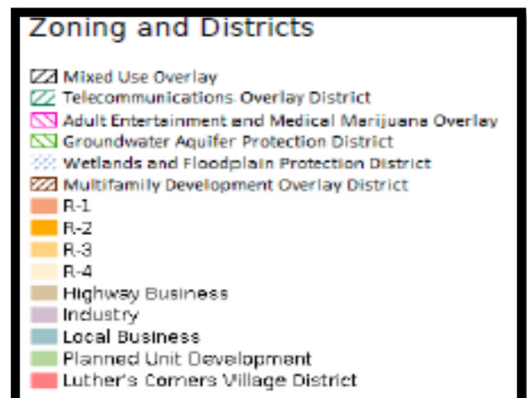 Zoning and Districts
Mixed Use Overlay
Telecommunications Overlay District
Adult Entertainment and Medical Marijuana Overlay
Groundwater Aquifer Protection District
Wetlands and Floodplain Protection District
Multifamily Development Overlay District
R-1
R-2
R-3
R-4
Highway Business
Industry
Local Business
Planned Unit Development
Luther's Corners Village District